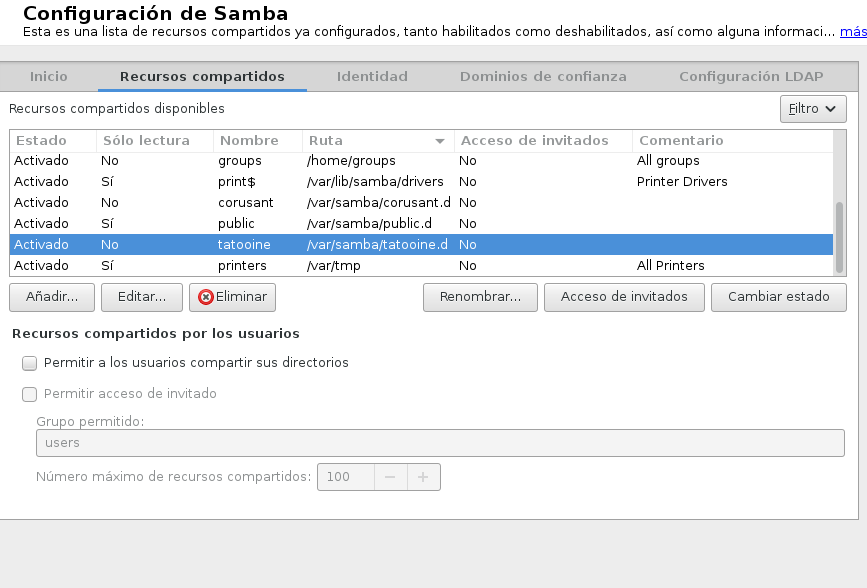 Configuración de Samba
Esta es una lista de recursos compartidos ya configurados, tanto habilitados como deshabilitados, así como alguna informaci... más
Inicio Recursos compartidos Identidad Dominios de confianza Configuración LDAP
Recursos compartidos disponibles Filtro
Estado Sólo lectura Nombre Ruta Acceso de invitados Comentario
Activado No groups /home/groups No All groups
Activado Sí print$ /var/lib/samba/drivers No Printer Drivers
Activado No corusant /var/samba/corusant.d No
Activado Sí public /var/samba/public.d No
Activado No tatooine /var/samba/tatooine.d No
Activado Sí printers /var/tmp No All Printers
Añadir... Editar... Eliminar Renombrar... Acceso de invitados Cambiar estado
Recursos compartidos por los usuarios
Permitir a los usuarios compartir sus directorios
Permitir acceso de invitado
Grupo permitido:
users
Número máximo de recursos compartidos: 100 − +